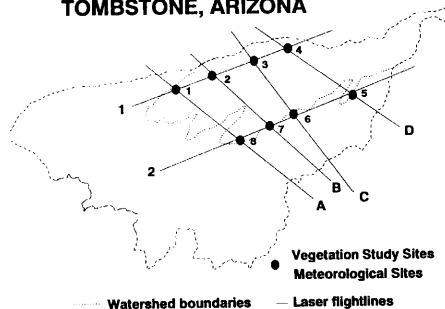 TOMBSTONE, ARIZONA
4
3
2
1
5
1
6
7
8
2
D
B
C
A
Vegetation Study Sites
Meteorological Sites
Watershed boundaries
Laser flightlines